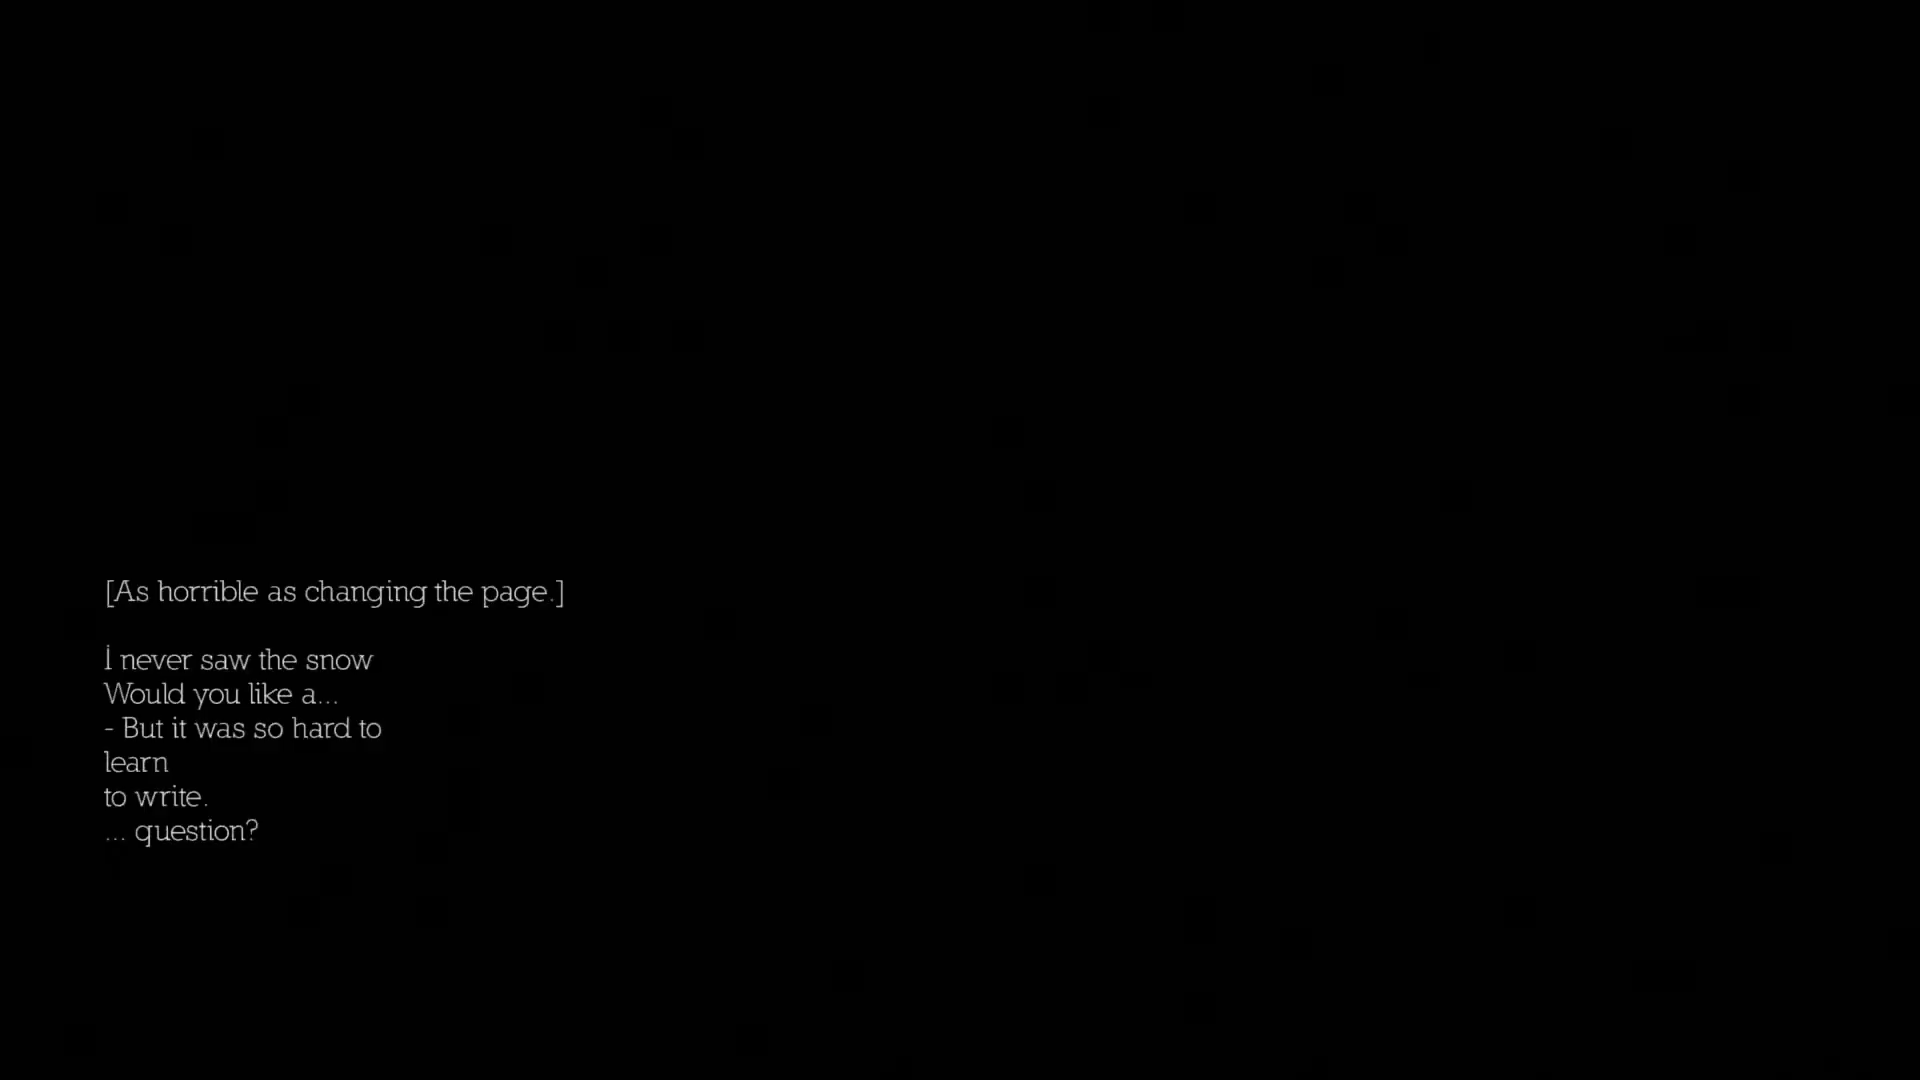 [As horrible as changing the page.]
I never saw the snow
Would you like a...
- But it was so hard to
learn
to write.
... question?